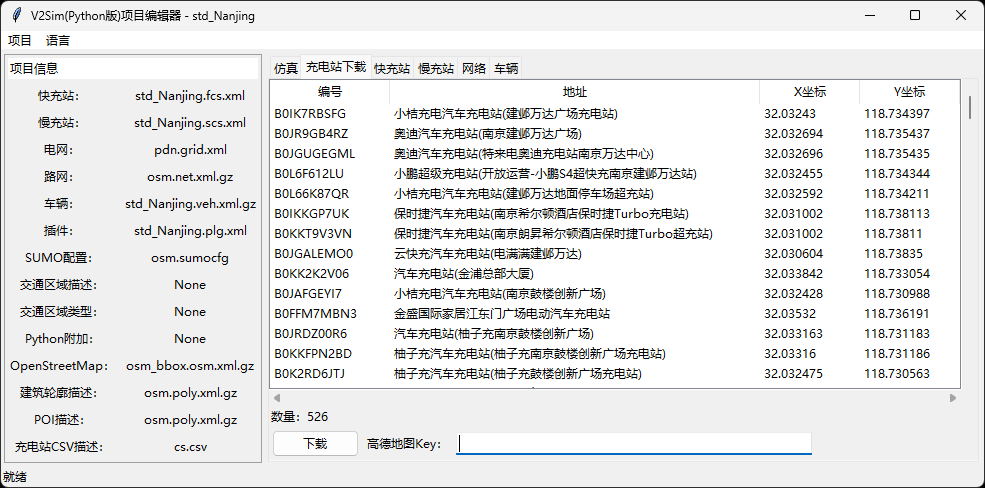 V2Sim(Python版)项目编辑器 - std_Nanjing
项目 语言
项目信息
快充站： std_Nanjing.fcs.xml
慢充站： std_Nanjing.scs.xml
电网： pdn.grid.xml
路网： osm.net.xml.gz
车辆： std_Nanjing.veh.xml.gz
插件： std_Nanjing.plg.xml
SUMO配置： osm.sumocfg
交通区域描述： None
交通区域类型： None
Python附加： None
OpenStreetMap： osm_bbox.osm.xml.gz
建筑轮廓描述： osm.poly.xml.gz
POI描述： osm.poly.xml.gz
充电站CSV描述： cs.csv
仿真 充电站下载 快充站 慢充站 网络 车辆
编号 地址 X坐标 Y坐标
B0IK7RBSFG 小桔充电汽车充电站(建邺万达广场充电站) 32.03243 118.734397
B0JR9GB4RZ 奥迪汽车充电站(南京建邺万达广场) 32.032694 118.735437
B0JGUGEGML 奥迪汽车充电站(特来电奥迪充电站南京万达中心) 32.032696 118.735435
B0L6F612LU 小鹏超级充电站(开放运营-小鹏S4超快充南京建邺万达站) 32.032455 118.734344
B0L66K87QR 小桔充电汽车充电站(建邺万达地面停车场超充站) 32.032592 118.734211
B0IKKGP7UK 保时捷汽车充电站(南京希尔顿酒店保时捷Turbo充电站) 32.031002 118.738113
B0KKT9V3VN 保时捷汽车充电站(南京朗昇希尔顿酒店保时捷Turbo超充站) 32.031002 118.73811
B0JGALEMO0 云快充汽车充电站(电满满建邺万达) 32.030604 118.73835
B0KK2K2V06 汽车充电站(金浦总部大厦) 32.033842 118.733054
B0JAFGEYI7 小桔充电汽车充电站(南京鼓楼创新广场) 32.032428 118.730988
B0FFM7MBN3 金盛国际家居江东门广场电动汽车充电站 32.03532 118.736191
B0JRDZ00R6 汽车充电站(柚子充南京鼓楼创新广场) 32.033163 118.731183
B0KKFPN2BD 柚子充汽车充电站(柚子充南京鼓楼创新广场充电站) 32.03316 118.731186
B0K2RD6JTJ 柚子充汽车充电站(柚子充鼓楼创新广场充电站) 32.032475 118.730563
数量：526
下载 高德地图Key：
就绪